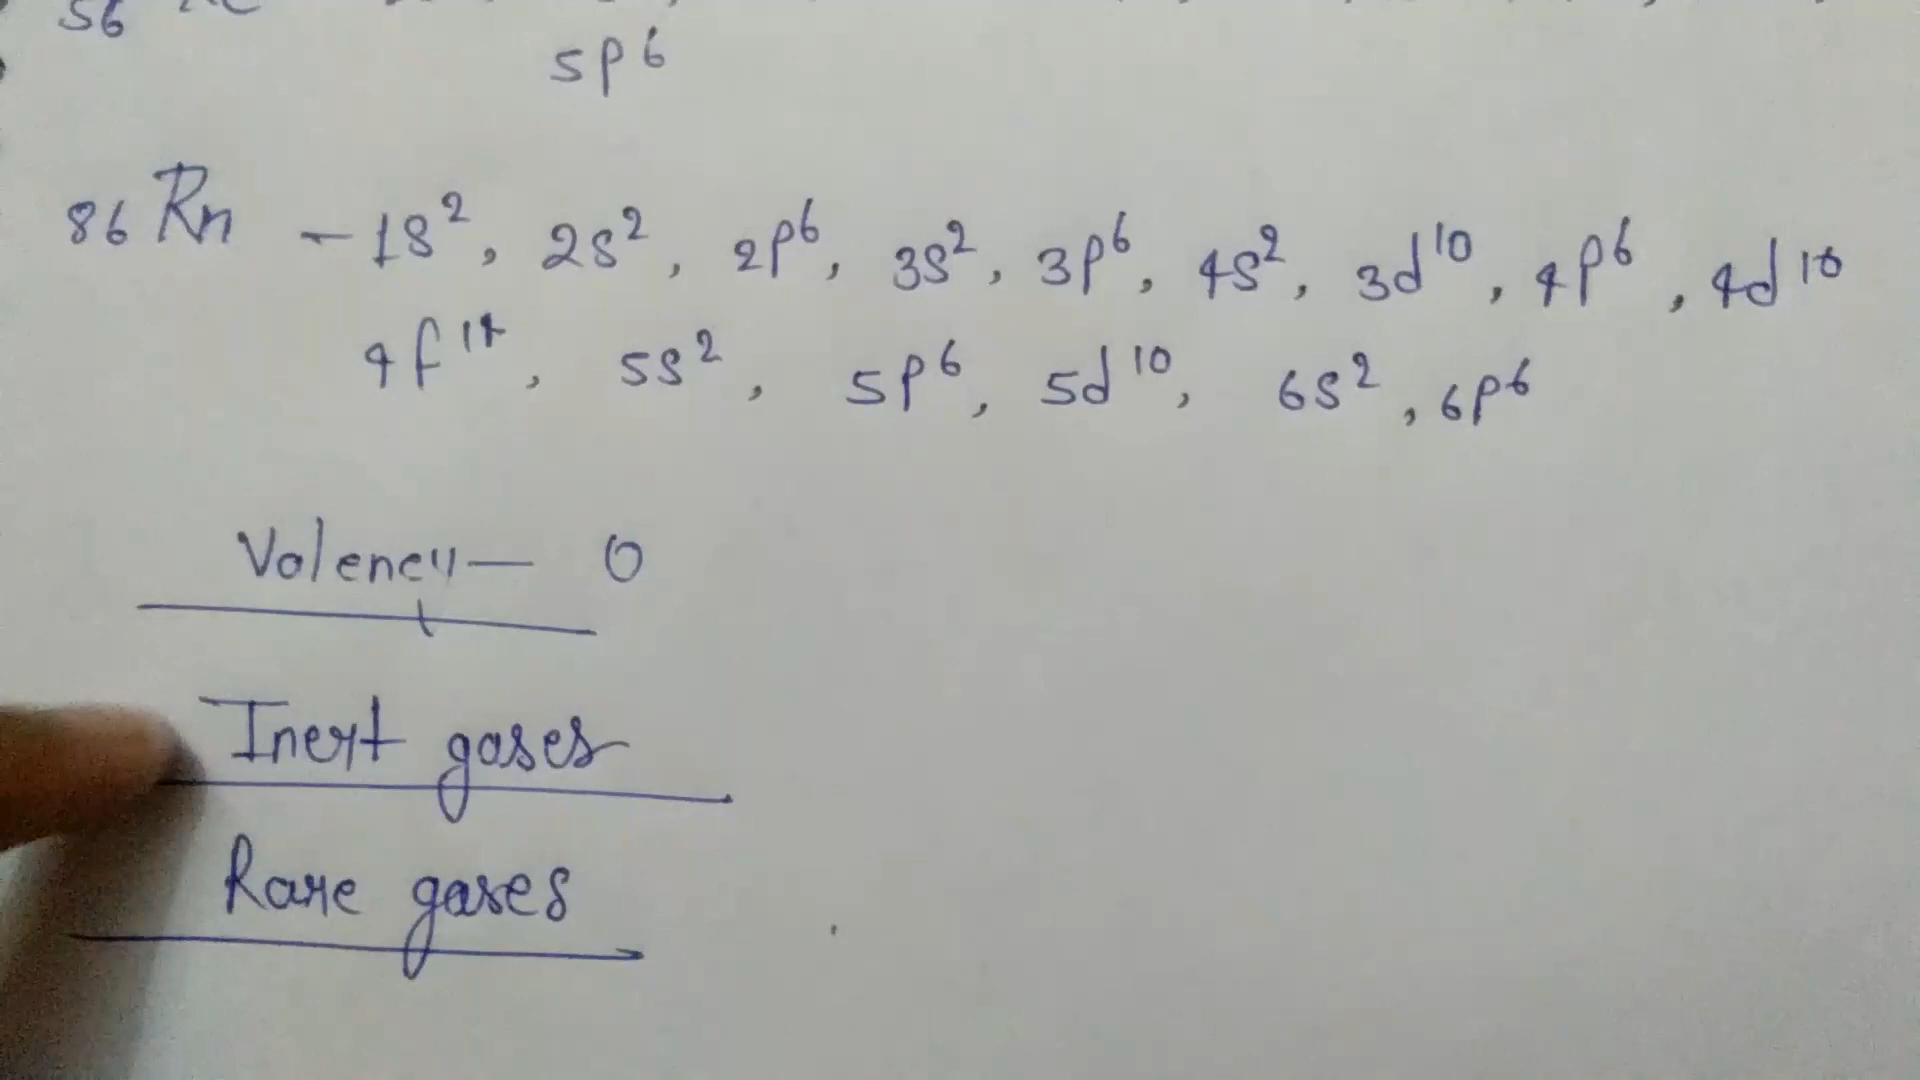 56
5p6
86 Rn - 1s², 2s², 2p⁶, 3s², 3p⁶, 4s², 3d¹⁰, 4p⁶, 4d¹⁰
4f¹⁴, 5s², 5p⁶, 5d¹⁰, 6s², 6p⁶
Valency — 0
Inert gases
Rare gases